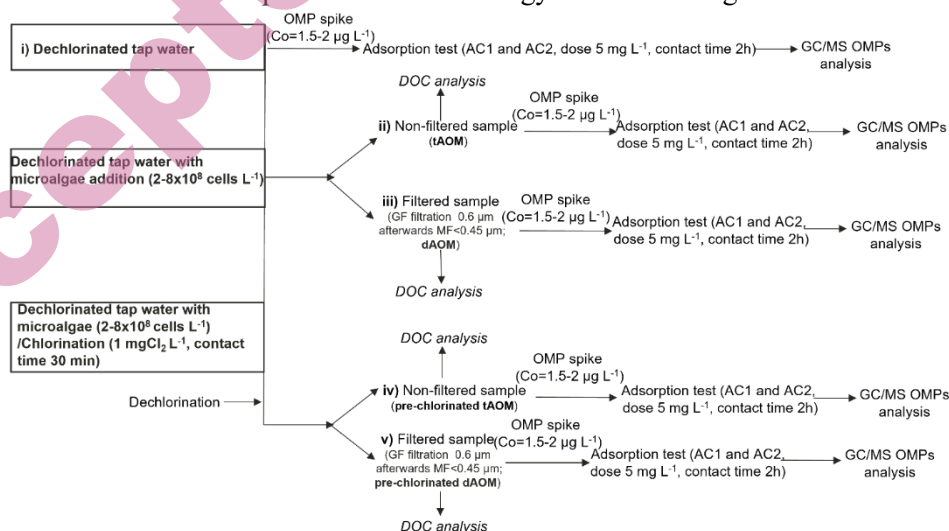 OMP spike
(Co=1.5-2 µg L⁻¹)
i) Dechlorinated tap water
Adsorption test (AC1 and AC2, dose 5 mg L⁻¹, contact time 2h)
GC/MS OMPs
analysis
DOC analysis
OMP spike
(Co=1.5-2 µg L⁻¹)
ii) Non-filtered sample
(tAOM)
Adsorption test (AC1 and AC2,
dose 5 mg L⁻¹, contact time 2h)
GC/MS OMPs
analysis
Dechlorinated tap water with
microalgae addition (2-8x10⁸ cells L⁻¹)
iii) Filtered sample
(GF filtration 0.6 µm
afterwards MF<0.45 µm;
dAOM)
OMP spike
(Co=1.5-2 µg L⁻¹)
Adsorption test (AC1 and AC2,
dose 5 mg L⁻¹, contact time 2h)
GC/MS OMPs
analysis
DOC analysis
Dechlorinated tap water with
microalgae (2-8x10⁸ cells L⁻¹)
/Chlorination (1 mgCl₂ L⁻¹, contact
time 30 min)
Dechlorination
DOC analysis
OMP spike
(Co=1.5-2 µg L⁻¹)
iv) Non-filtered sample
(pre-chlorinated tAOM)
Adsorption test (AC1 and AC2,
dose 5 mg L⁻¹, contact time 2h)
GC/MS OMPs
analysis
OMP spike
(Co=1.5-2 µg L⁻¹)
v) Filtered sample
(GF filtration 0.6 µm
afterwards MF<0.45 µm;
pre-chlorinated dAOM)
Adsorption test (AC1 and AC2,
dose 5 mg L⁻¹, contact time 2h)
GC/MS OMPs
analysis
DOC analysis